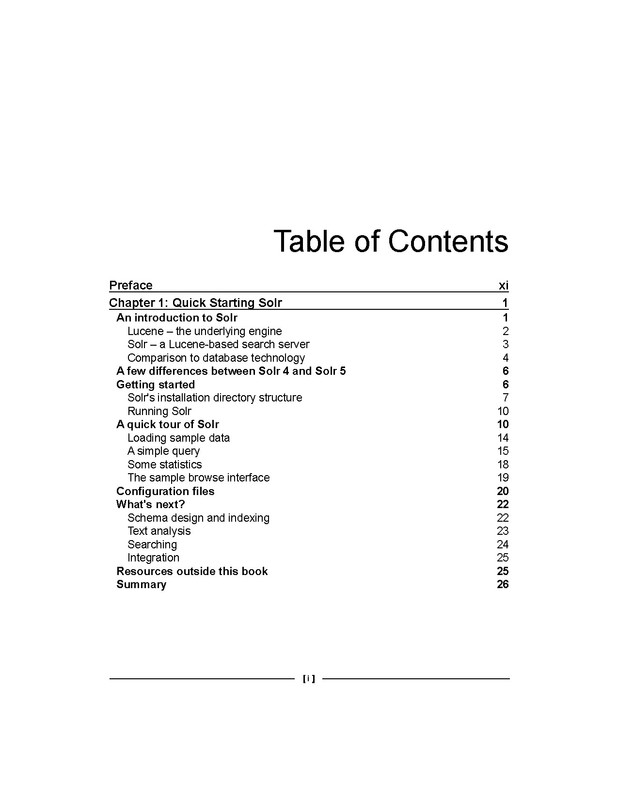 Table of Contents
Preface xi
Chapter 1: Quick Starting Solr 1
An introduction to Solr 1
Lucene – the underlying engine 2
Solr – a Lucene-based search server 3
Comparison to database technology 4
A few differences between Solr 4 and Solr 5 6
Getting started 6
Solr's installation directory structure 7
Running Solr 10
A quick tour of Solr 10
Loading sample data 14
A simple query 15
Some statistics 18
The sample browse interface 19
Configuration files 20
What's next? 22
Schema design and indexing 22
Text analysis 23
Searching 24
Integration 25
Resources outside this book 25
Summary 26
[ i ]